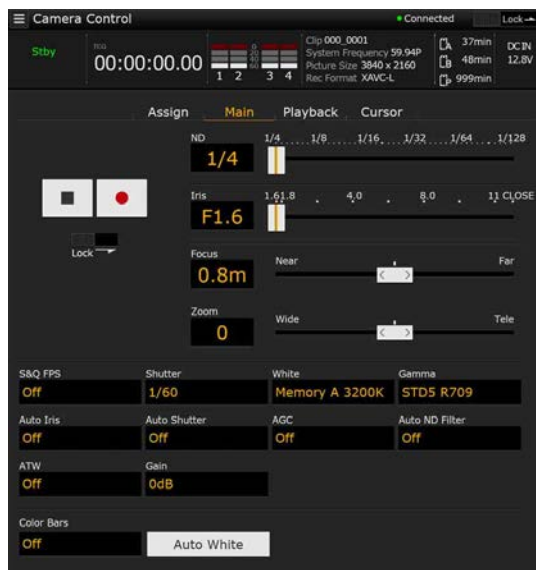 Camera Control
Connected
Lock
Stby
TCG
00:00:00.00
0
20
40
60
1 2 3 4
Clip 000_0001
System Frequency 59.94P
Picture Size 3840 x 2160
Rec Format XAVC-L
A 37min
B 48min
P 999min
DC IN
12.8V
Assign Main Playback Cursor
ND
1/4
1/4 1/8 1/16 1/32 1/64 1/128
Iris
F1.6
1.61.8 4.0 8.0 11 CLOSE
Lock
Focus
0.8m
Near Far
Zoom
0
Wide Tele
S&Q FPS Shutter White Gamma
Off 1/60 Memory A 3200K STD5 R709
Auto Iris Auto Shutter AGC Auto ND Filter
Off Off Off Off
ATW Gain
Off 0dB
Color Bars
Off Auto White